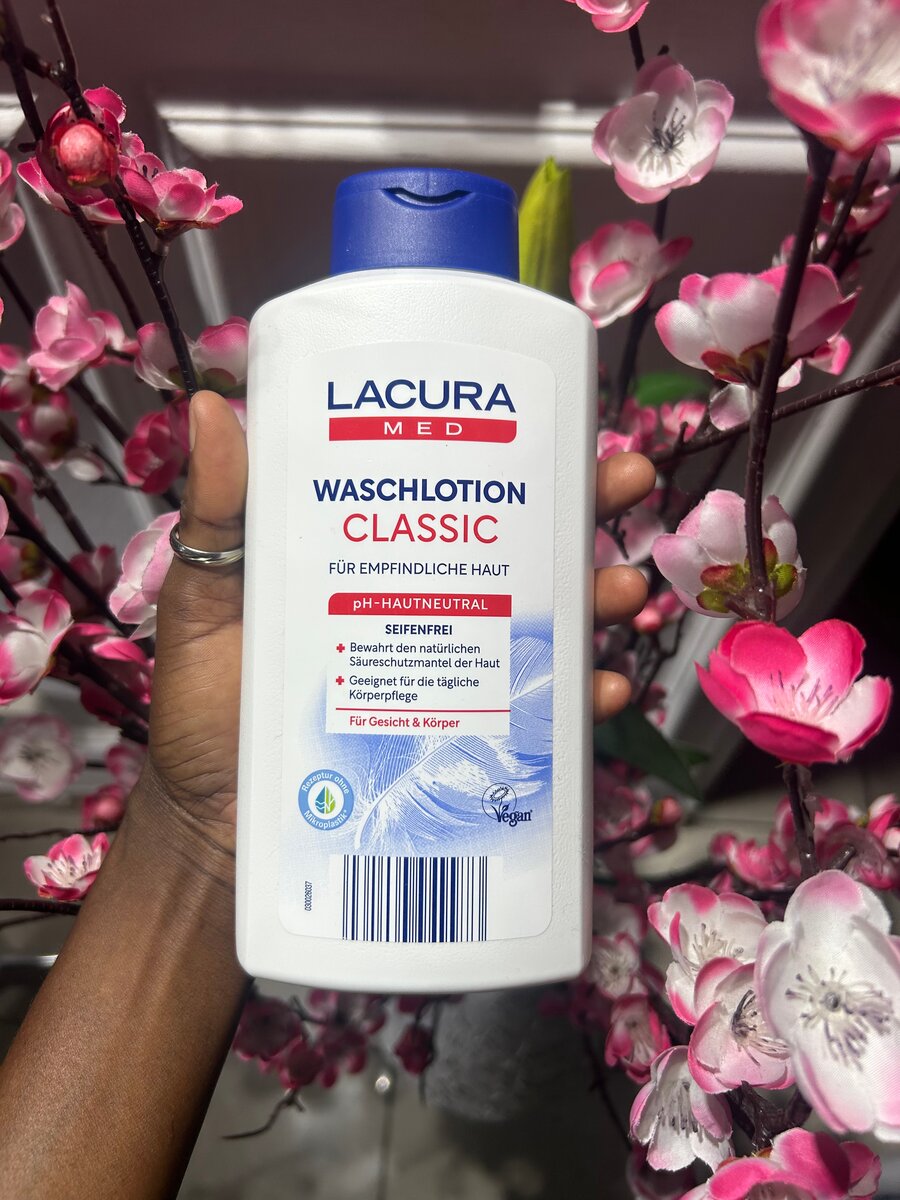 LACURA
MED
WASCHLOTION
CLASSIC
FÜR EMPFINDLICHE HAUT
pH-HAUTNEUTRAL
SEIFENFREI
Bewahrt den natürlichen
Säureschutzmantel der Haut
Geeignet für die tägliche
Körperpflege
Für Gesicht & Körper
Rezeptur ohne
Mikroplastik
Vegan